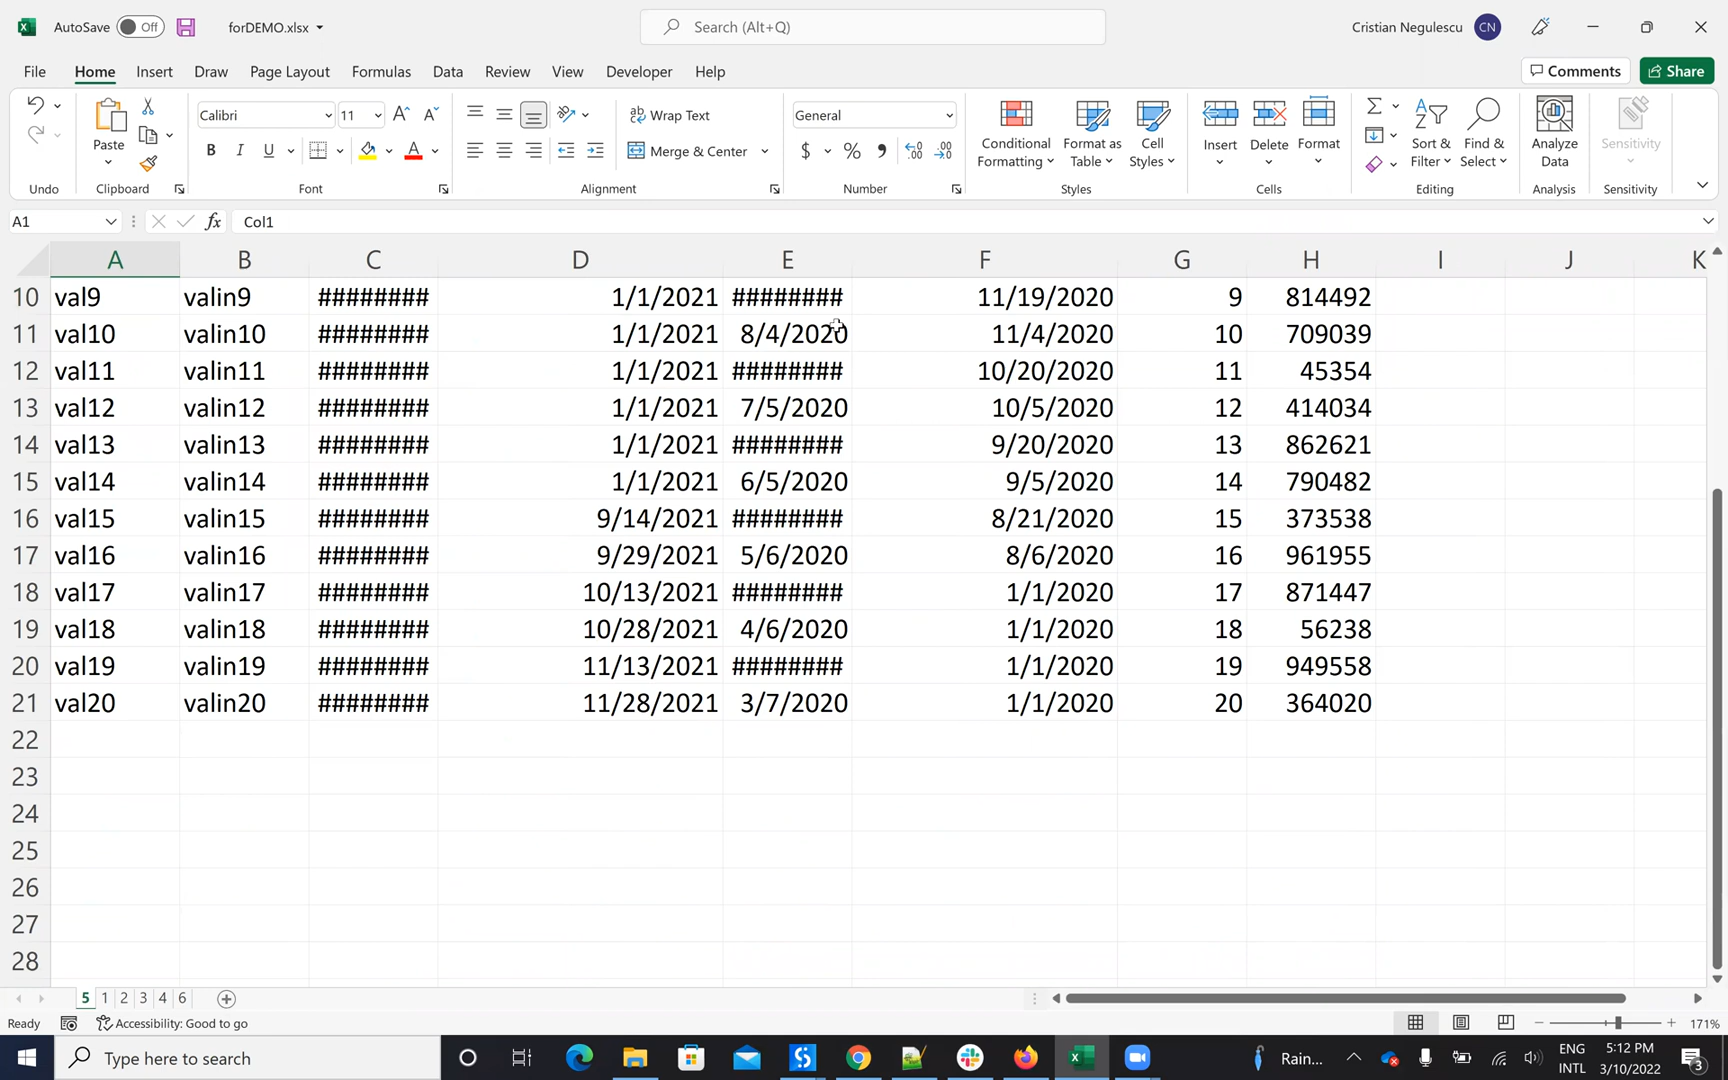 AutoSave Off forDEMO.xlsx Search (Alt+Q) Cristian Negulescu CN
File Home Insert Draw Page Layout Formulas Data Review View Developer Help Comments Share
Paste Calibri 11 Wrap Text General Conditional Formatting Format as Table Cell Styles Insert Delete Format Sort & Filter Find & Select Analyze Data Sensitivity
B I U A Merge & Center $ % 9
Undo Clipboard Font Alignment Number Styles Cells Editing Analysis Sensitivity
A1 fx Col1
A B C D E F G H I J K
10 val9 valin9 ######## 1/1/2021 ######## 11/19/2020 9 814492
11 val10 valin10 ######## 1/1/2021 8/4/2020 11/4/2020 10 709039
12 val11 valin11 ######## 1/1/2021 ######## 10/20/2020 11 45354
13 val12 valin12 ######## 1/1/2021 7/5/2020 10/5/2020 12 414034
14 val13 valin13 ######## 1/1/2021 ######## 9/20/2020 13 862621
15 val14 valin14 ######## 1/1/2021 6/5/2020 9/5/2020 14 790482
16 val15 valin15 ######## 9/14/2021 ######## 8/21/2020 15 373538
17 val16 valin16 ######## 9/29/2021 5/6/2020 8/6/2020 16 961955
18 val17 valin17 ######## 10/13/2021 ######## 1/1/2020 17 871447
19 val18 valin18 ######## 10/28/2021 4/6/2020 1/1/2020 18 56238
20 val19 valin19 ######## 11/13/2021 ######## 1/1/2020 19 949558
21 val20 valin20 ######## 11/28/2021 3/7/2020 1/1/2020 20 364020
22
23
24
25
26
27
28
5 1 2 3 4 6
Ready Accessibility: Good to go 171%
Type here to search Rain... ENG INTL 5:12 PM 3/10/2022 3